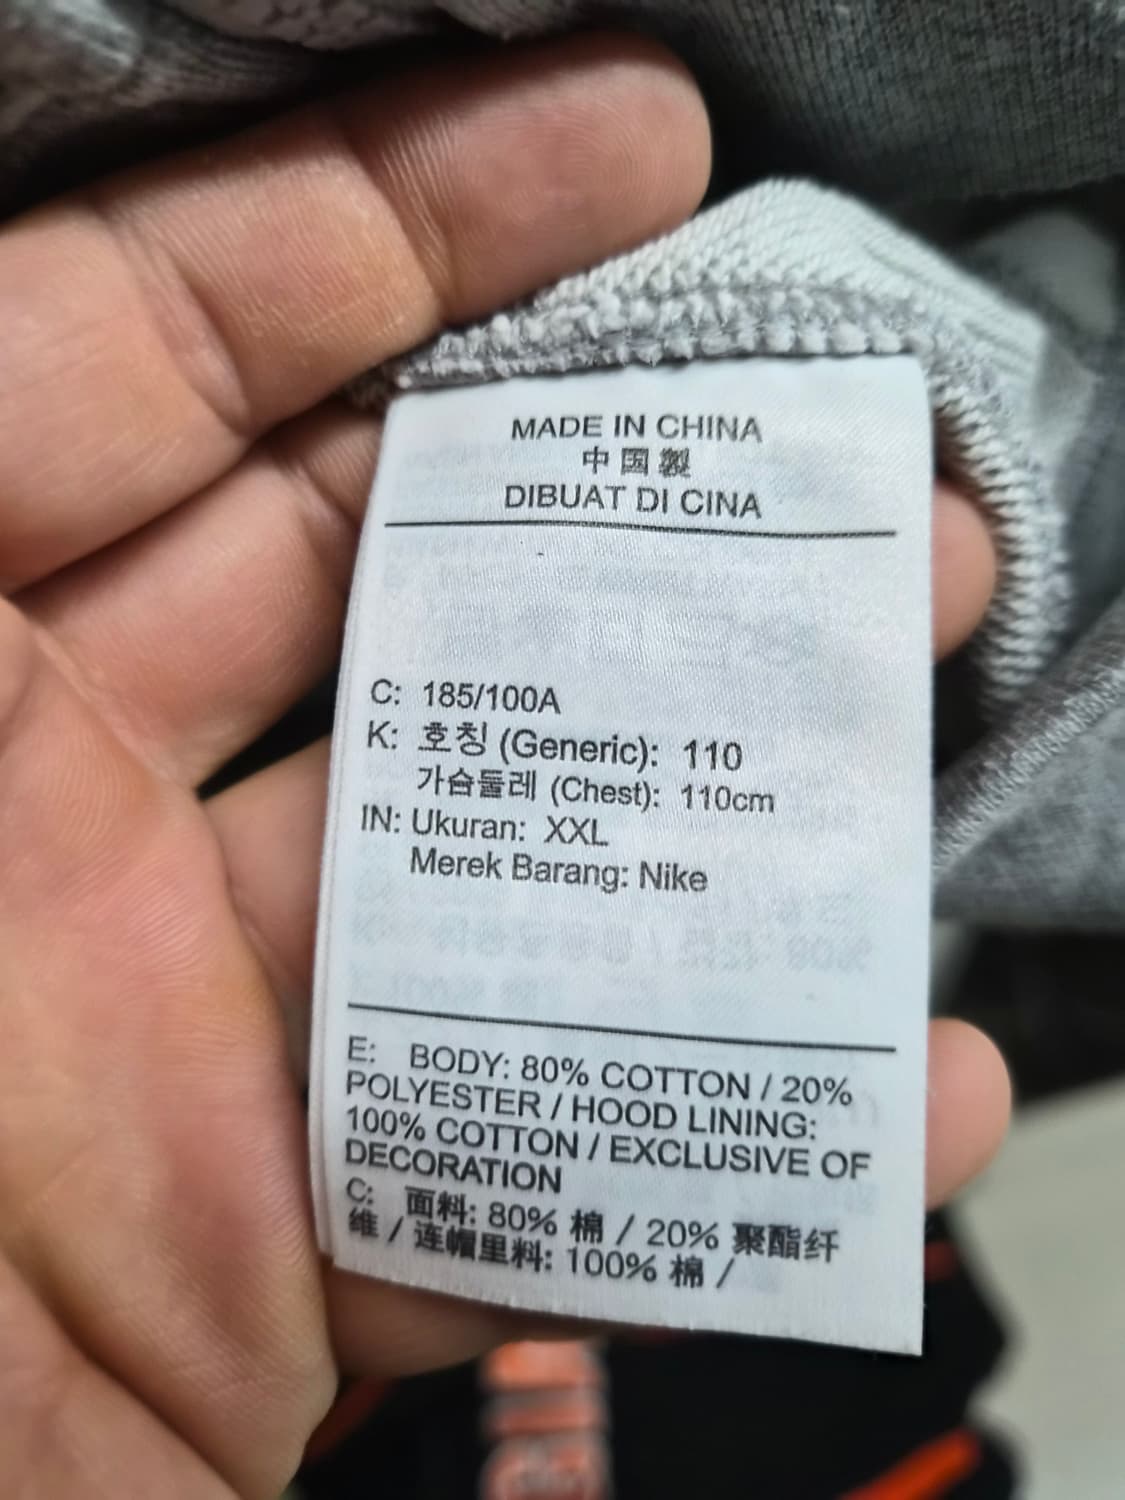 MADE IN CHINA
中国製
DIBUAT DI CINA
C: 185/100A
K: 호칭 (Generic): 110
가슴둘레 (Chest): 110cm
IN: Ukuran: XXL
Merek Barang: Nike
E: BODY: 80% COTTON / 20%
POLYESTER / HOOD LINING:
100% COTTON / EXCLUSIVE OF
DECORATION
C: 面料: 80% 棉 / 20% 聚酯纤
维 / 连帽里料: 100% 棉 /